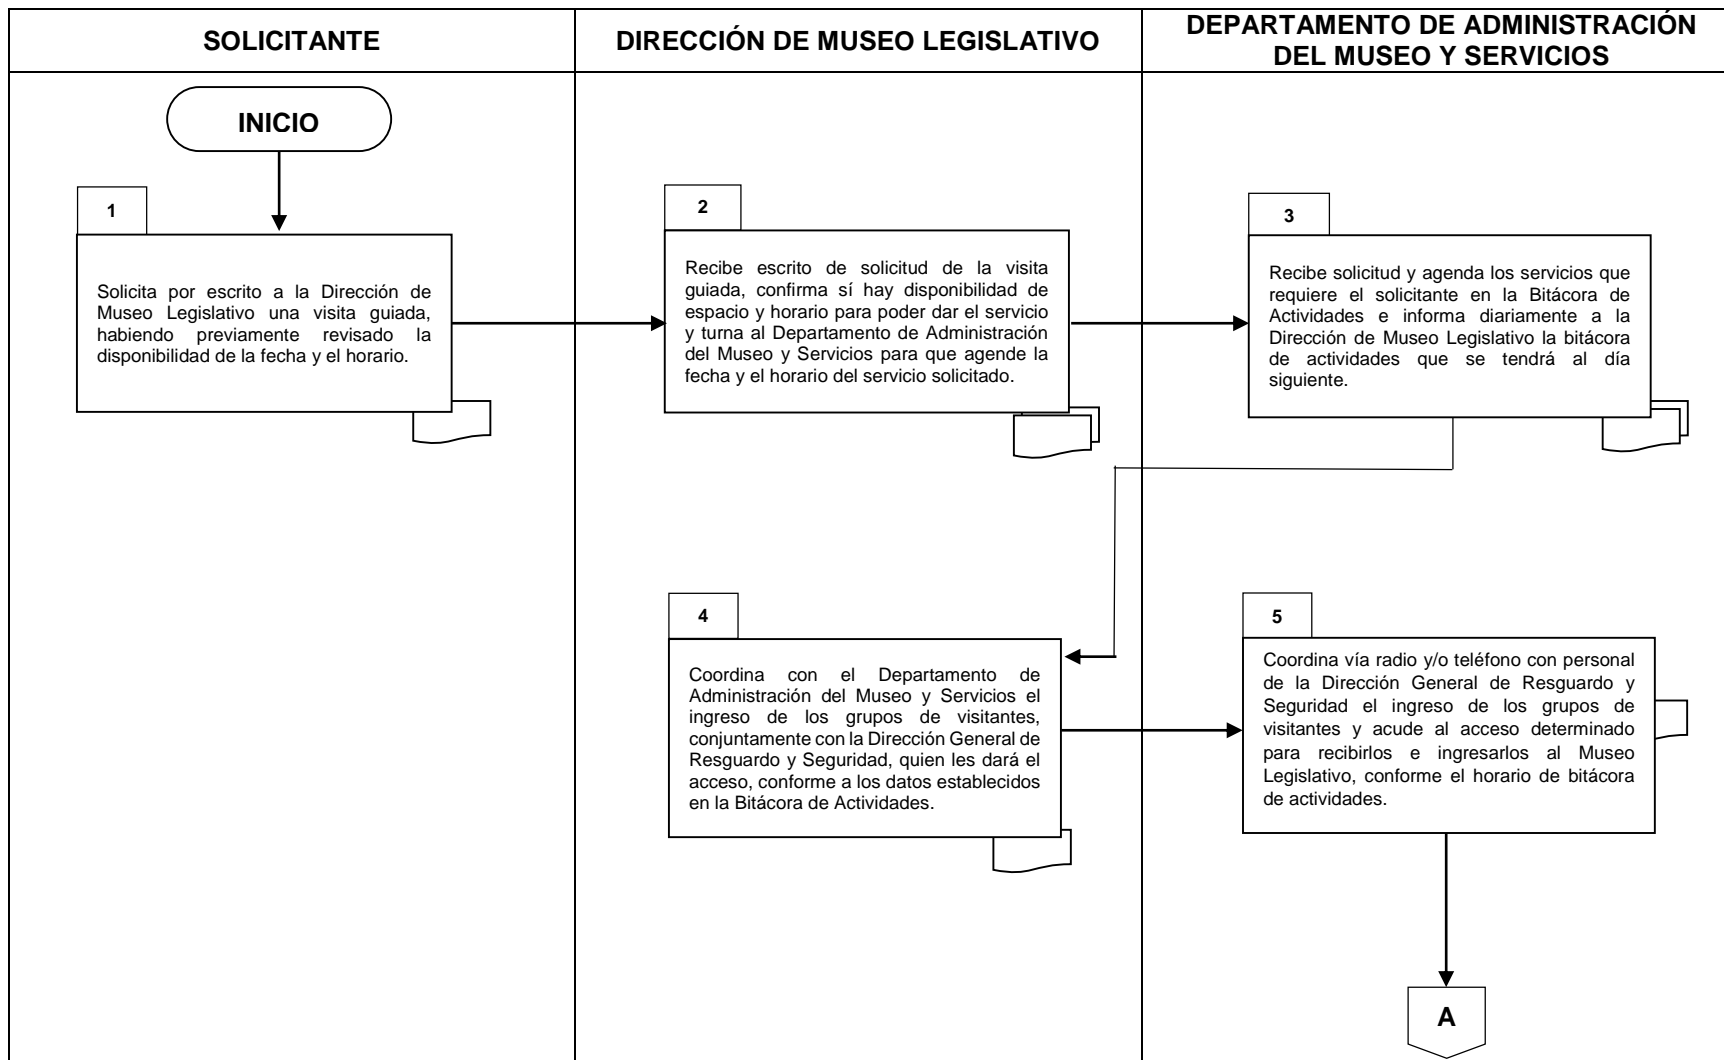 SOLICITANTE
DIRECCIÓN DE MUSEO LEGISLATIVO
DEPARTAMENTO DE ADMINISTRACIÓN
DEL MUSEO Y SERVICIOS
INICIO
1
Solicita por escrito a la Dirección de
Museo Legislativo una visita guiada,
habiendo previamente revisado la
disponibilidad de la fecha y el horario.
2
Recibe escrito de solicitud de la visita
guiada, confirma sí hay disponibilidad de
espacio y horario para poder dar el servicio
y turna al Departamento de Administración
del Museo y Servicios para que agende la
fecha y el horario del servicio solicitado.
3
Recibe solicitud y agenda los servicios que
requiere el solicitante en la Bitácora de
Actividades e informa diariamente a la
Dirección de Museo Legislativo la bitácora
de actividades que se tendrá al día
siguiente.
4
Coordina con el Departamento de
Administración del Museo y Servicios el
ingreso de los grupos de visitantes,
conjuntamente con la Dirección General de
Resguardo y Seguridad, quien les dará el
acceso, conforme a los datos establecidos
en la Bitácora de Actividades.
5
Coordina vía radio y/o teléfono con personal
de la Dirección General de Resguardo y
Seguridad el ingreso de los grupos de
visitantes y acude al acceso determinado
para recibirlos e ingresarlos al Museo
Legislativo, conforme el horario de bitácora
de actividades.
A